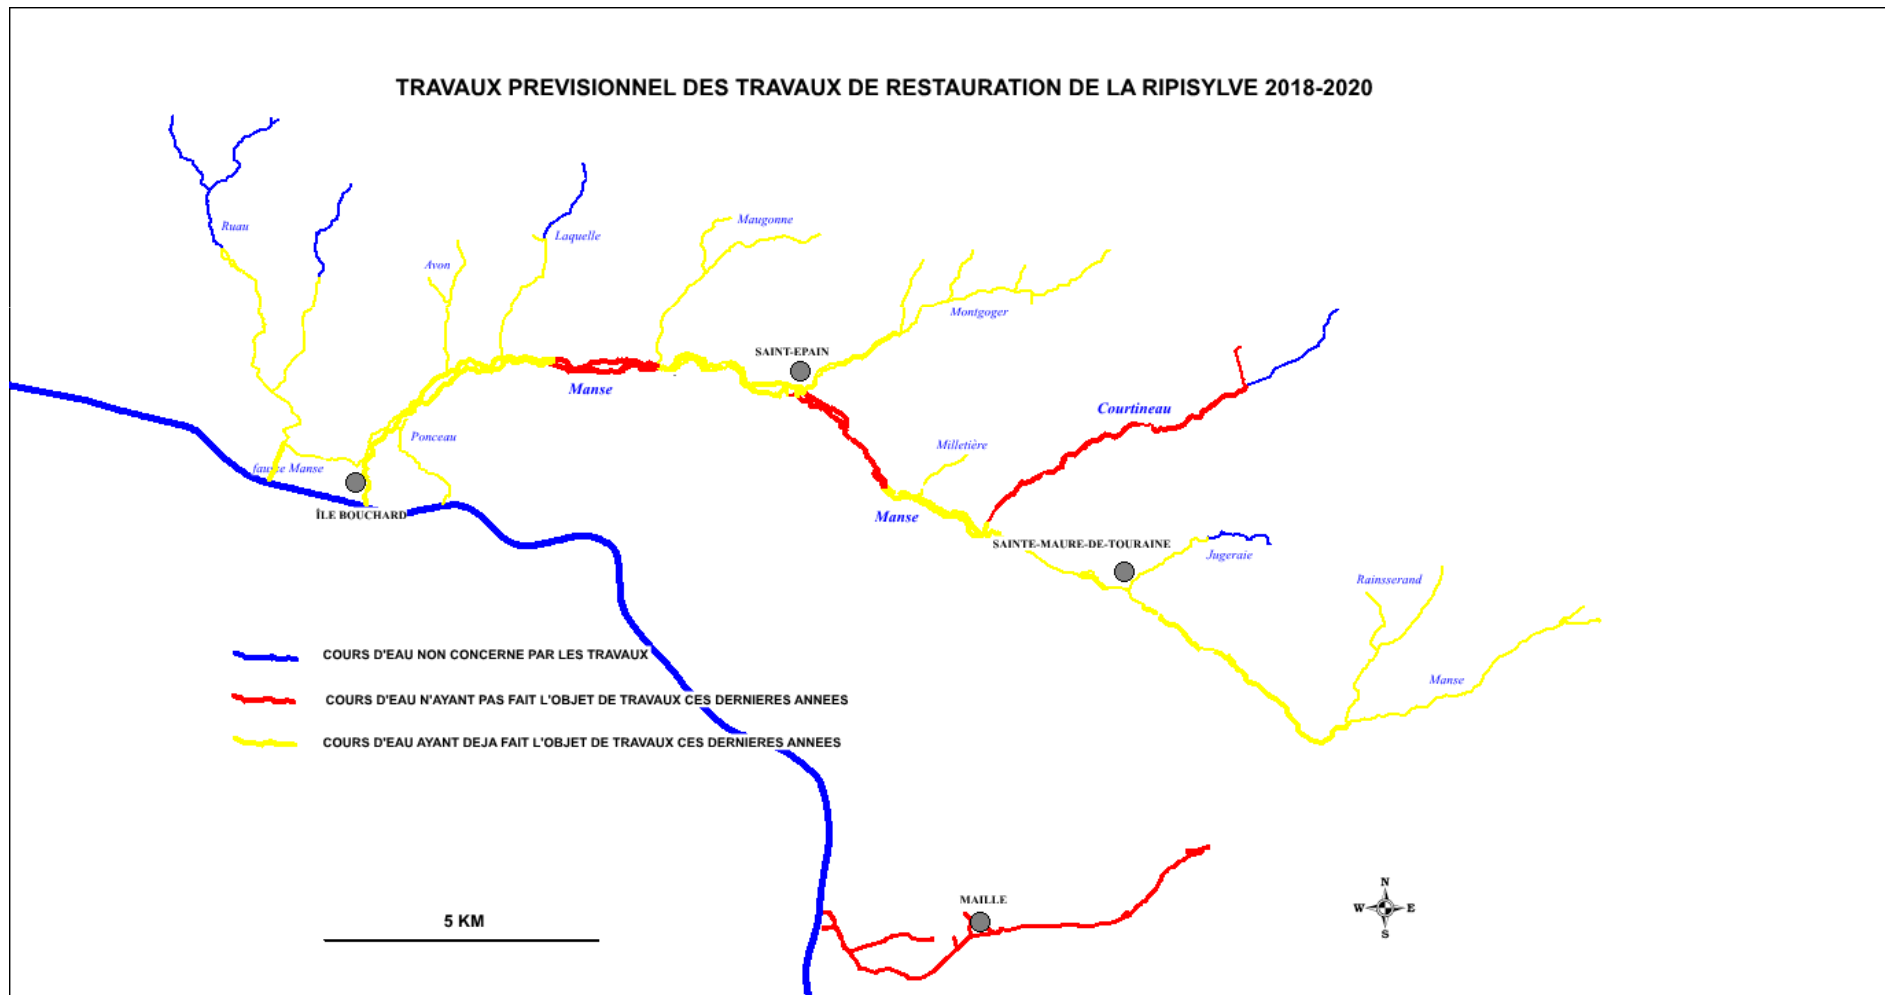 TRAVAUX PREVISIONNEL DES TRAVAUX DE RESTAURATION DE LA RIPISYLVE 2018-2020
Ruau
Maugonne
Laquelle
Avon
Montgoger
SAINT-EPAIN
Manse
Courtineau
Ponceau
Milletière
fausse Manse
ÎLE BOUCHARD
Manse
SAINTE-MAURE-DE-TOURAINE
Jugeraie
Rainsserand
Manse
COURS D'EAU NON CONCERNE PAR LES TRAVAUX
COURS D'EAU N'AYANT PAS FAIT L'OBJET DE TRAVAUX CES DERNIERES ANNEES
COURS D'EAU AYANT DEJA FAIT L'OBJET DE TRAVAUX CES DERNIERES ANNEES
MAILLE
5 KM
N
W E
S